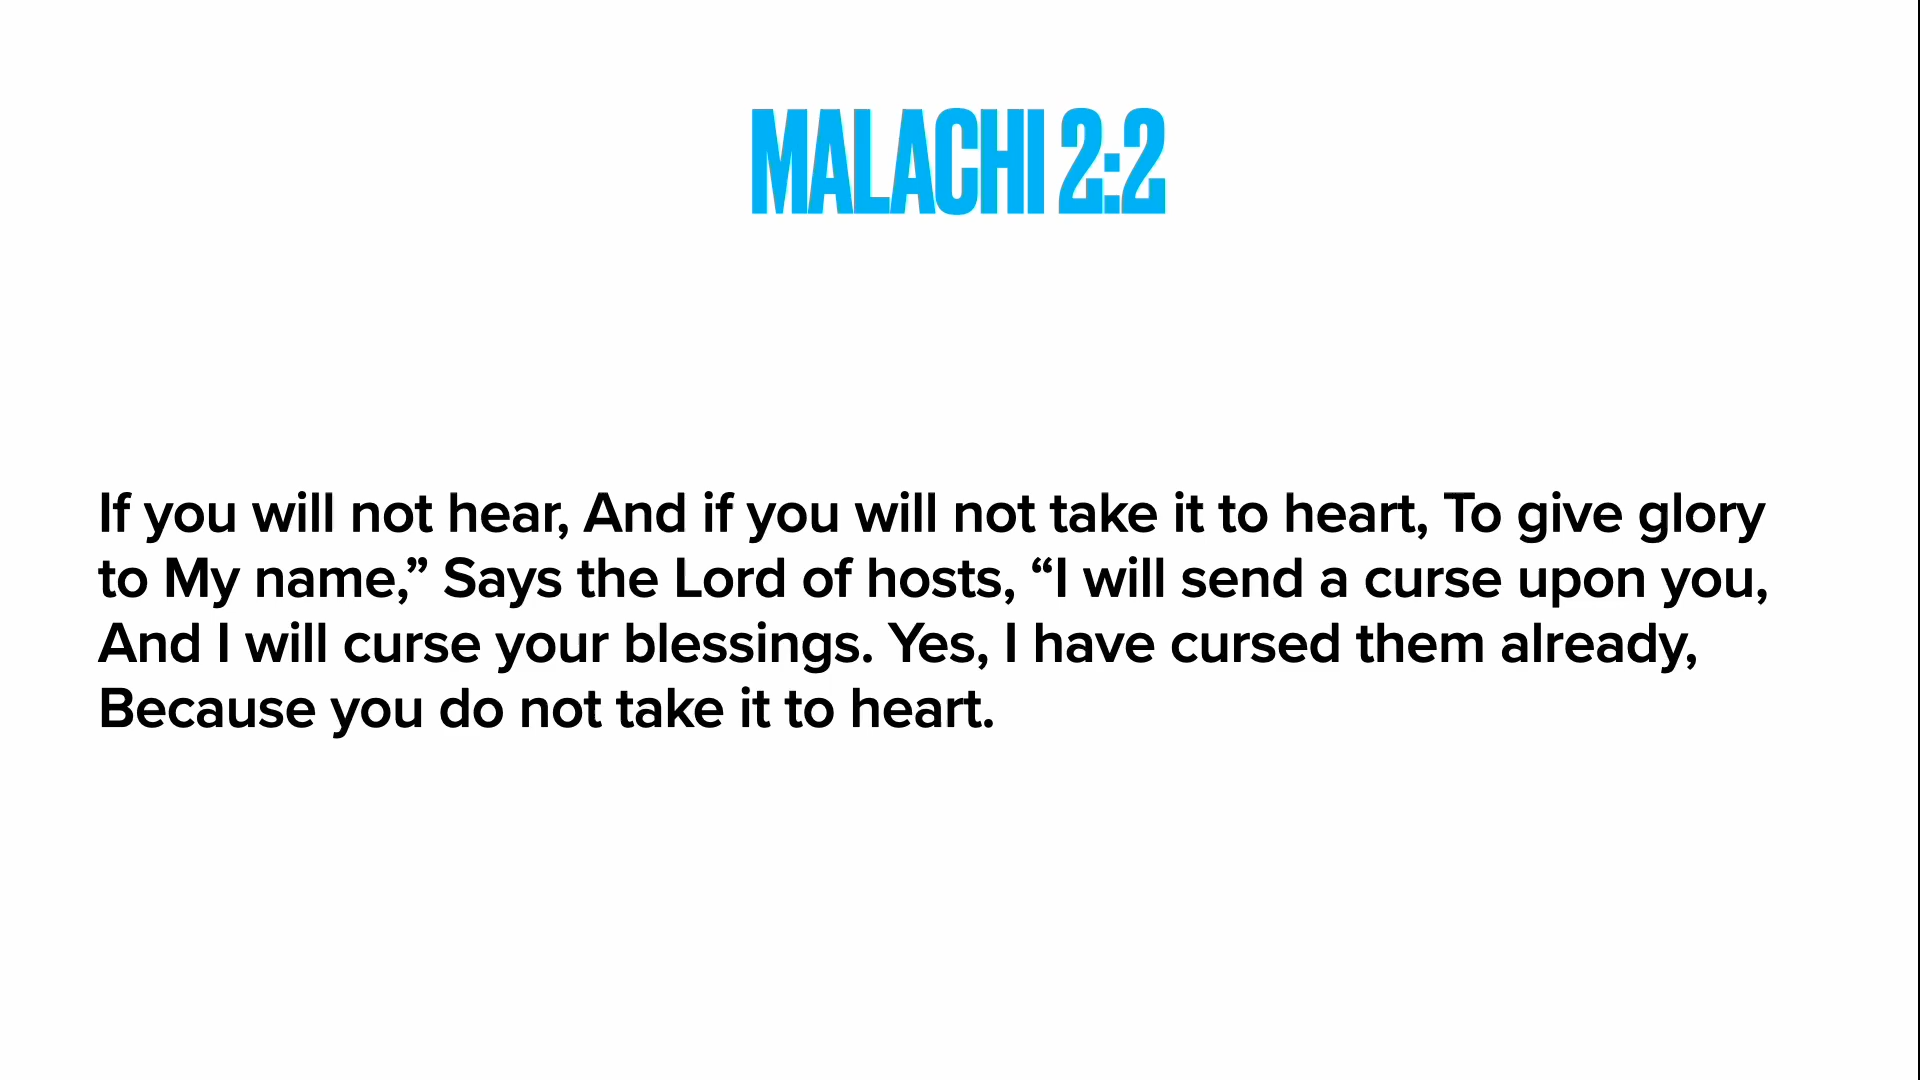 MALACHI 2:2
If you will not hear, And if you will not take it to heart, To give glory
to My name,” Says the Lord of hosts, “I will send a curse upon you,
And I will curse your blessings. Yes, I have cursed them already,
Because you do not take it to heart.